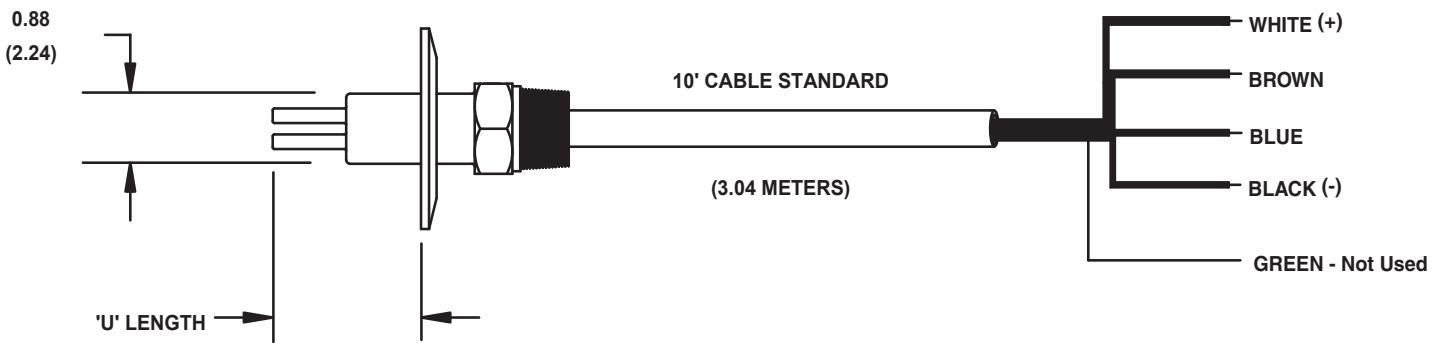 0.88
(2.24)
10' CABLE STANDARD
(3.04 METERS)
'U' LENGTH
WHITE (+)
BROWN
BLUE
BLACK (-)
GREEN - Not Used